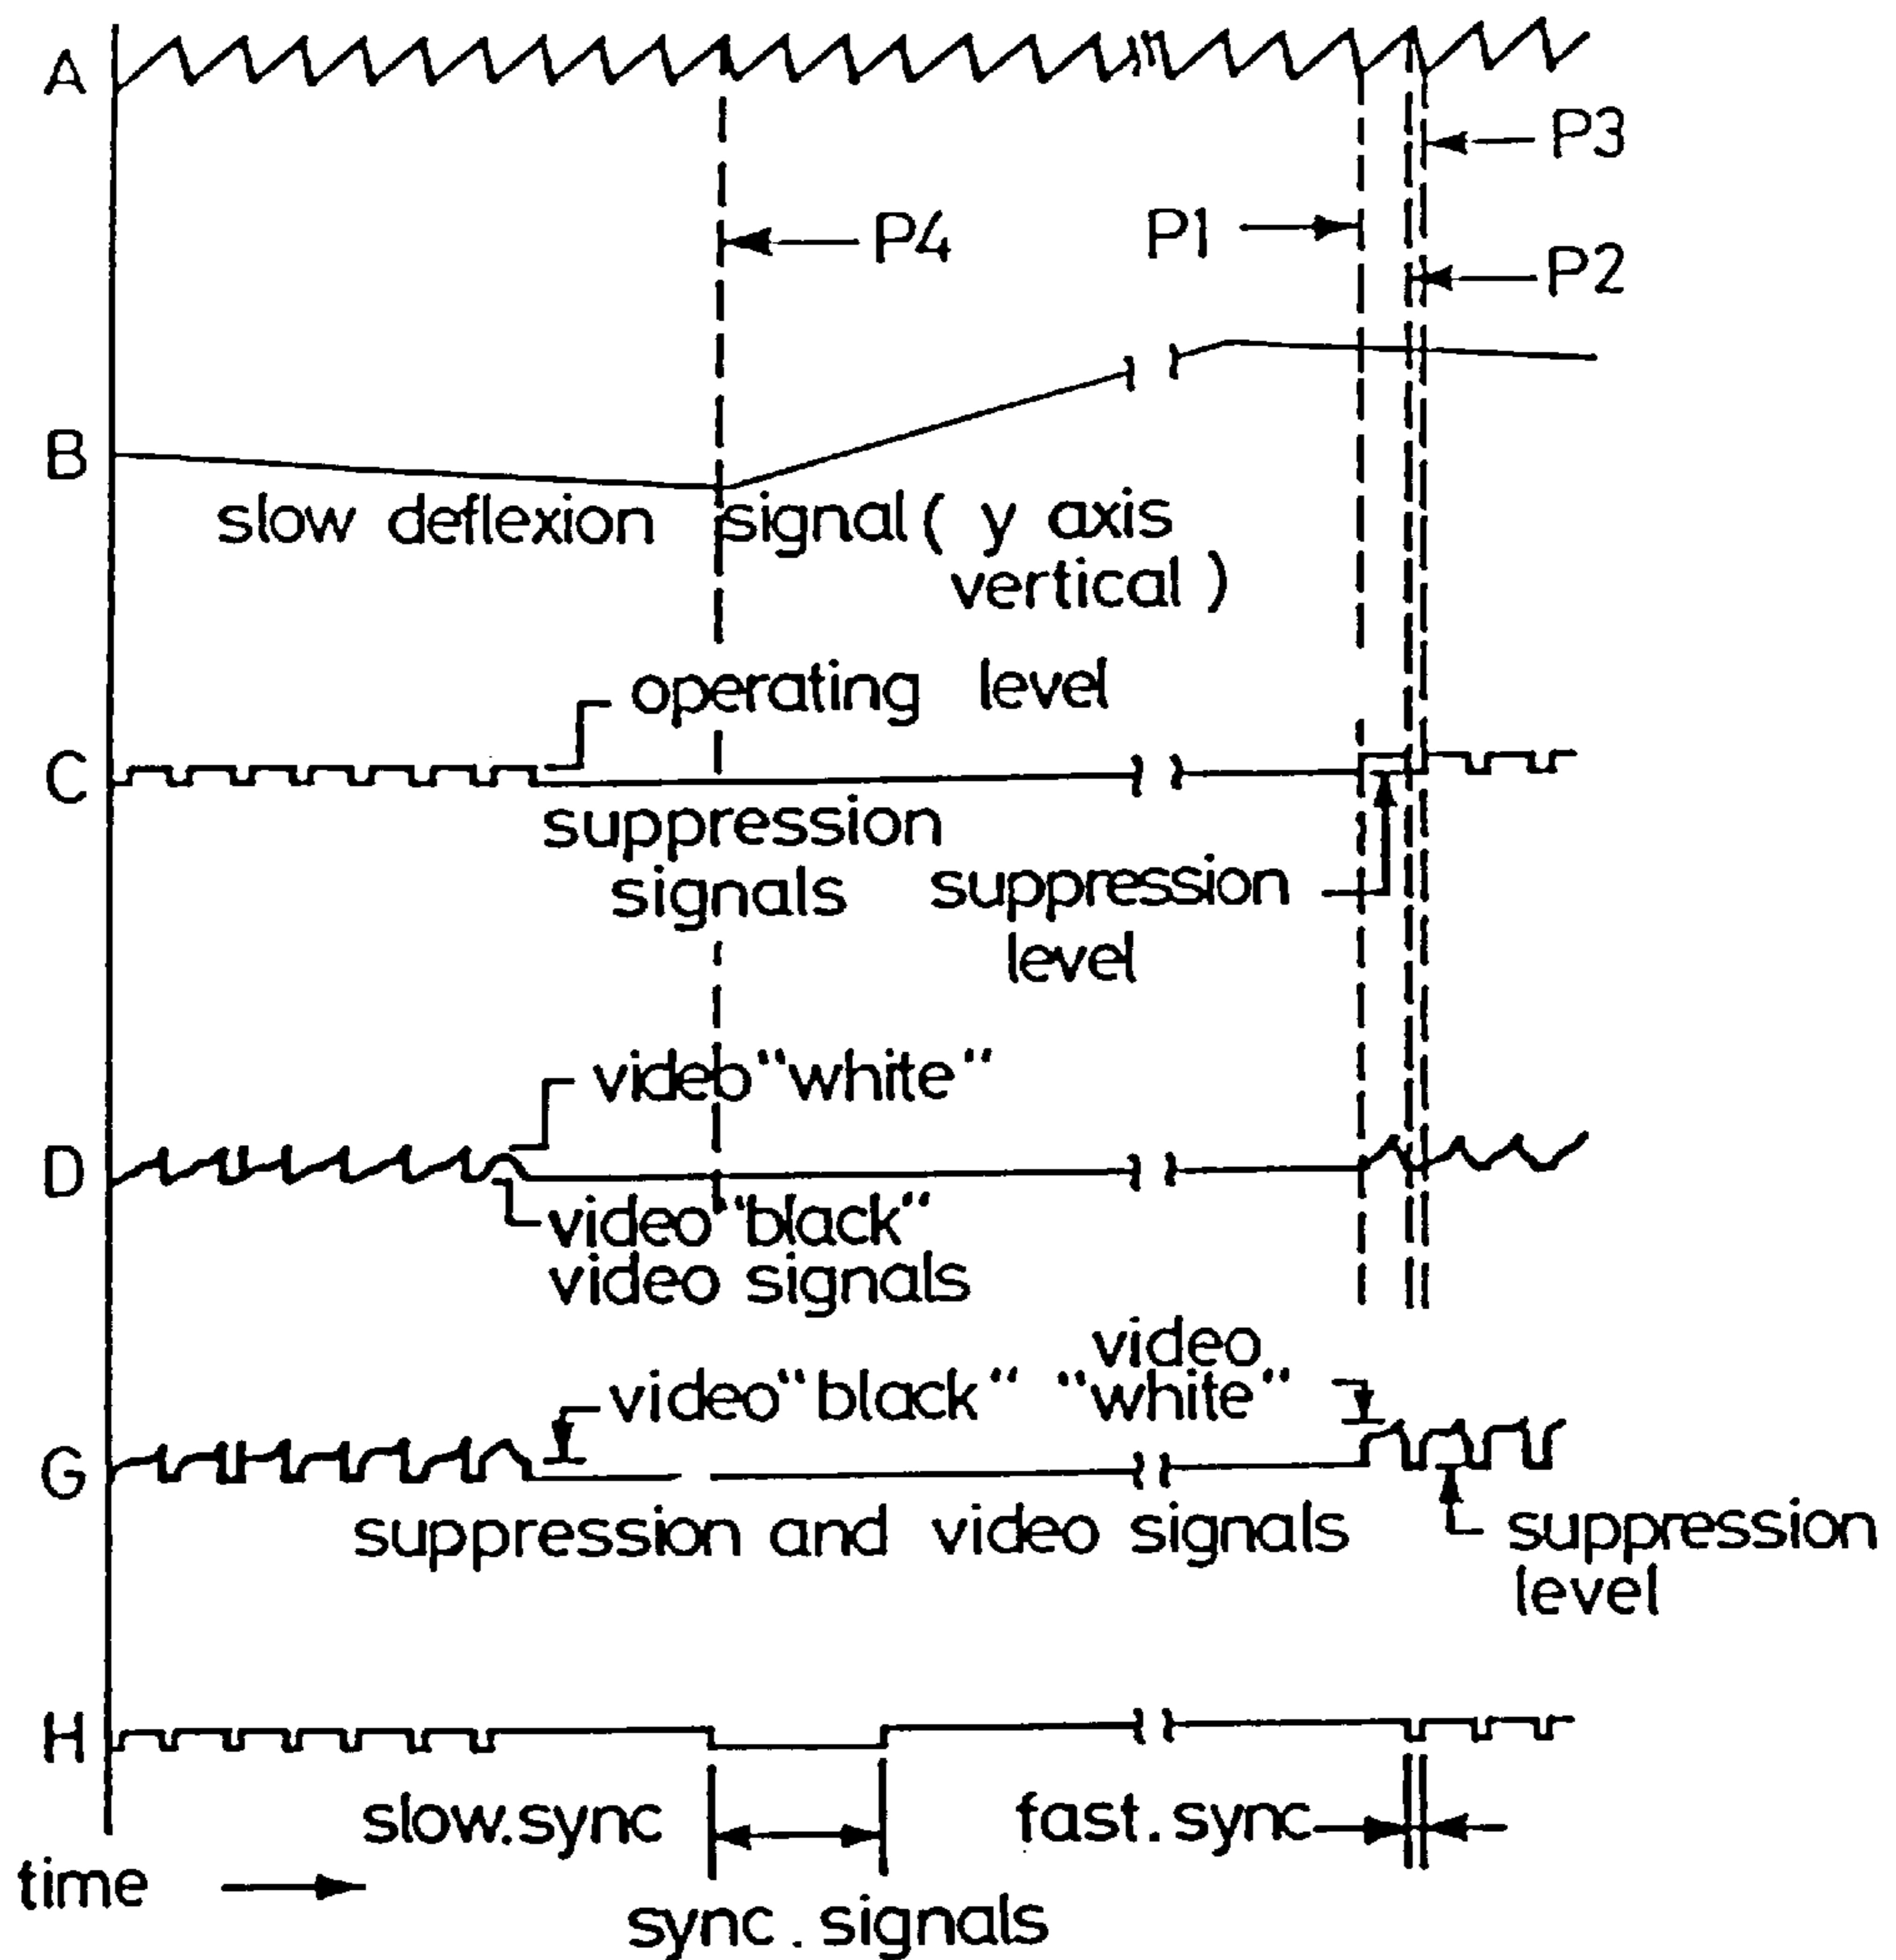 A
P3
P4
P1
P2
B
slow deflexion signal ( y axis
vertical )
operating level
C
suppression
signals
suppression
level
video "white"
D
video "black"
video signals
video
"white"
video "black"
G
suppression and video signals
suppression
level
H
slow.sync
fast.sync
time
sync. signals